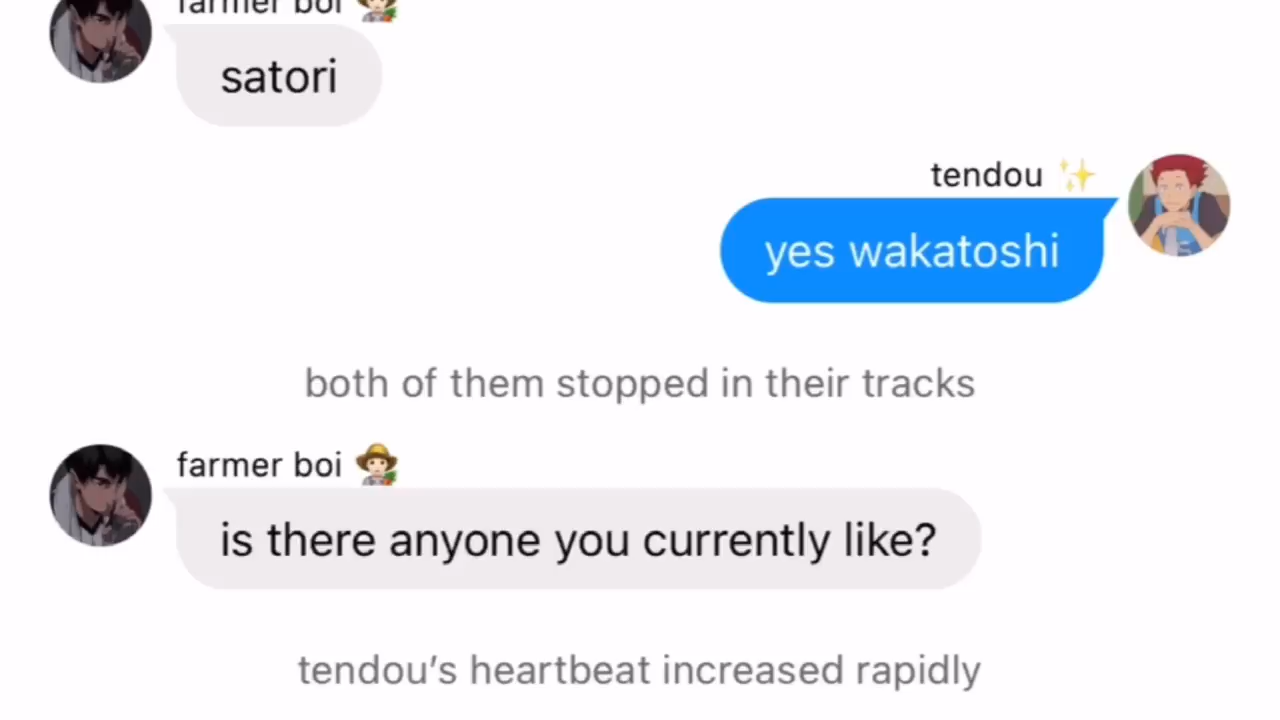 farmer boi 🧑‍🌾
satori
tendou ✨
yes wakatoshi
both of them stopped in their tracks
farmer boi 🧑‍🌾
is there anyone you currently like?
tendou’s heartbeat increased rapidly